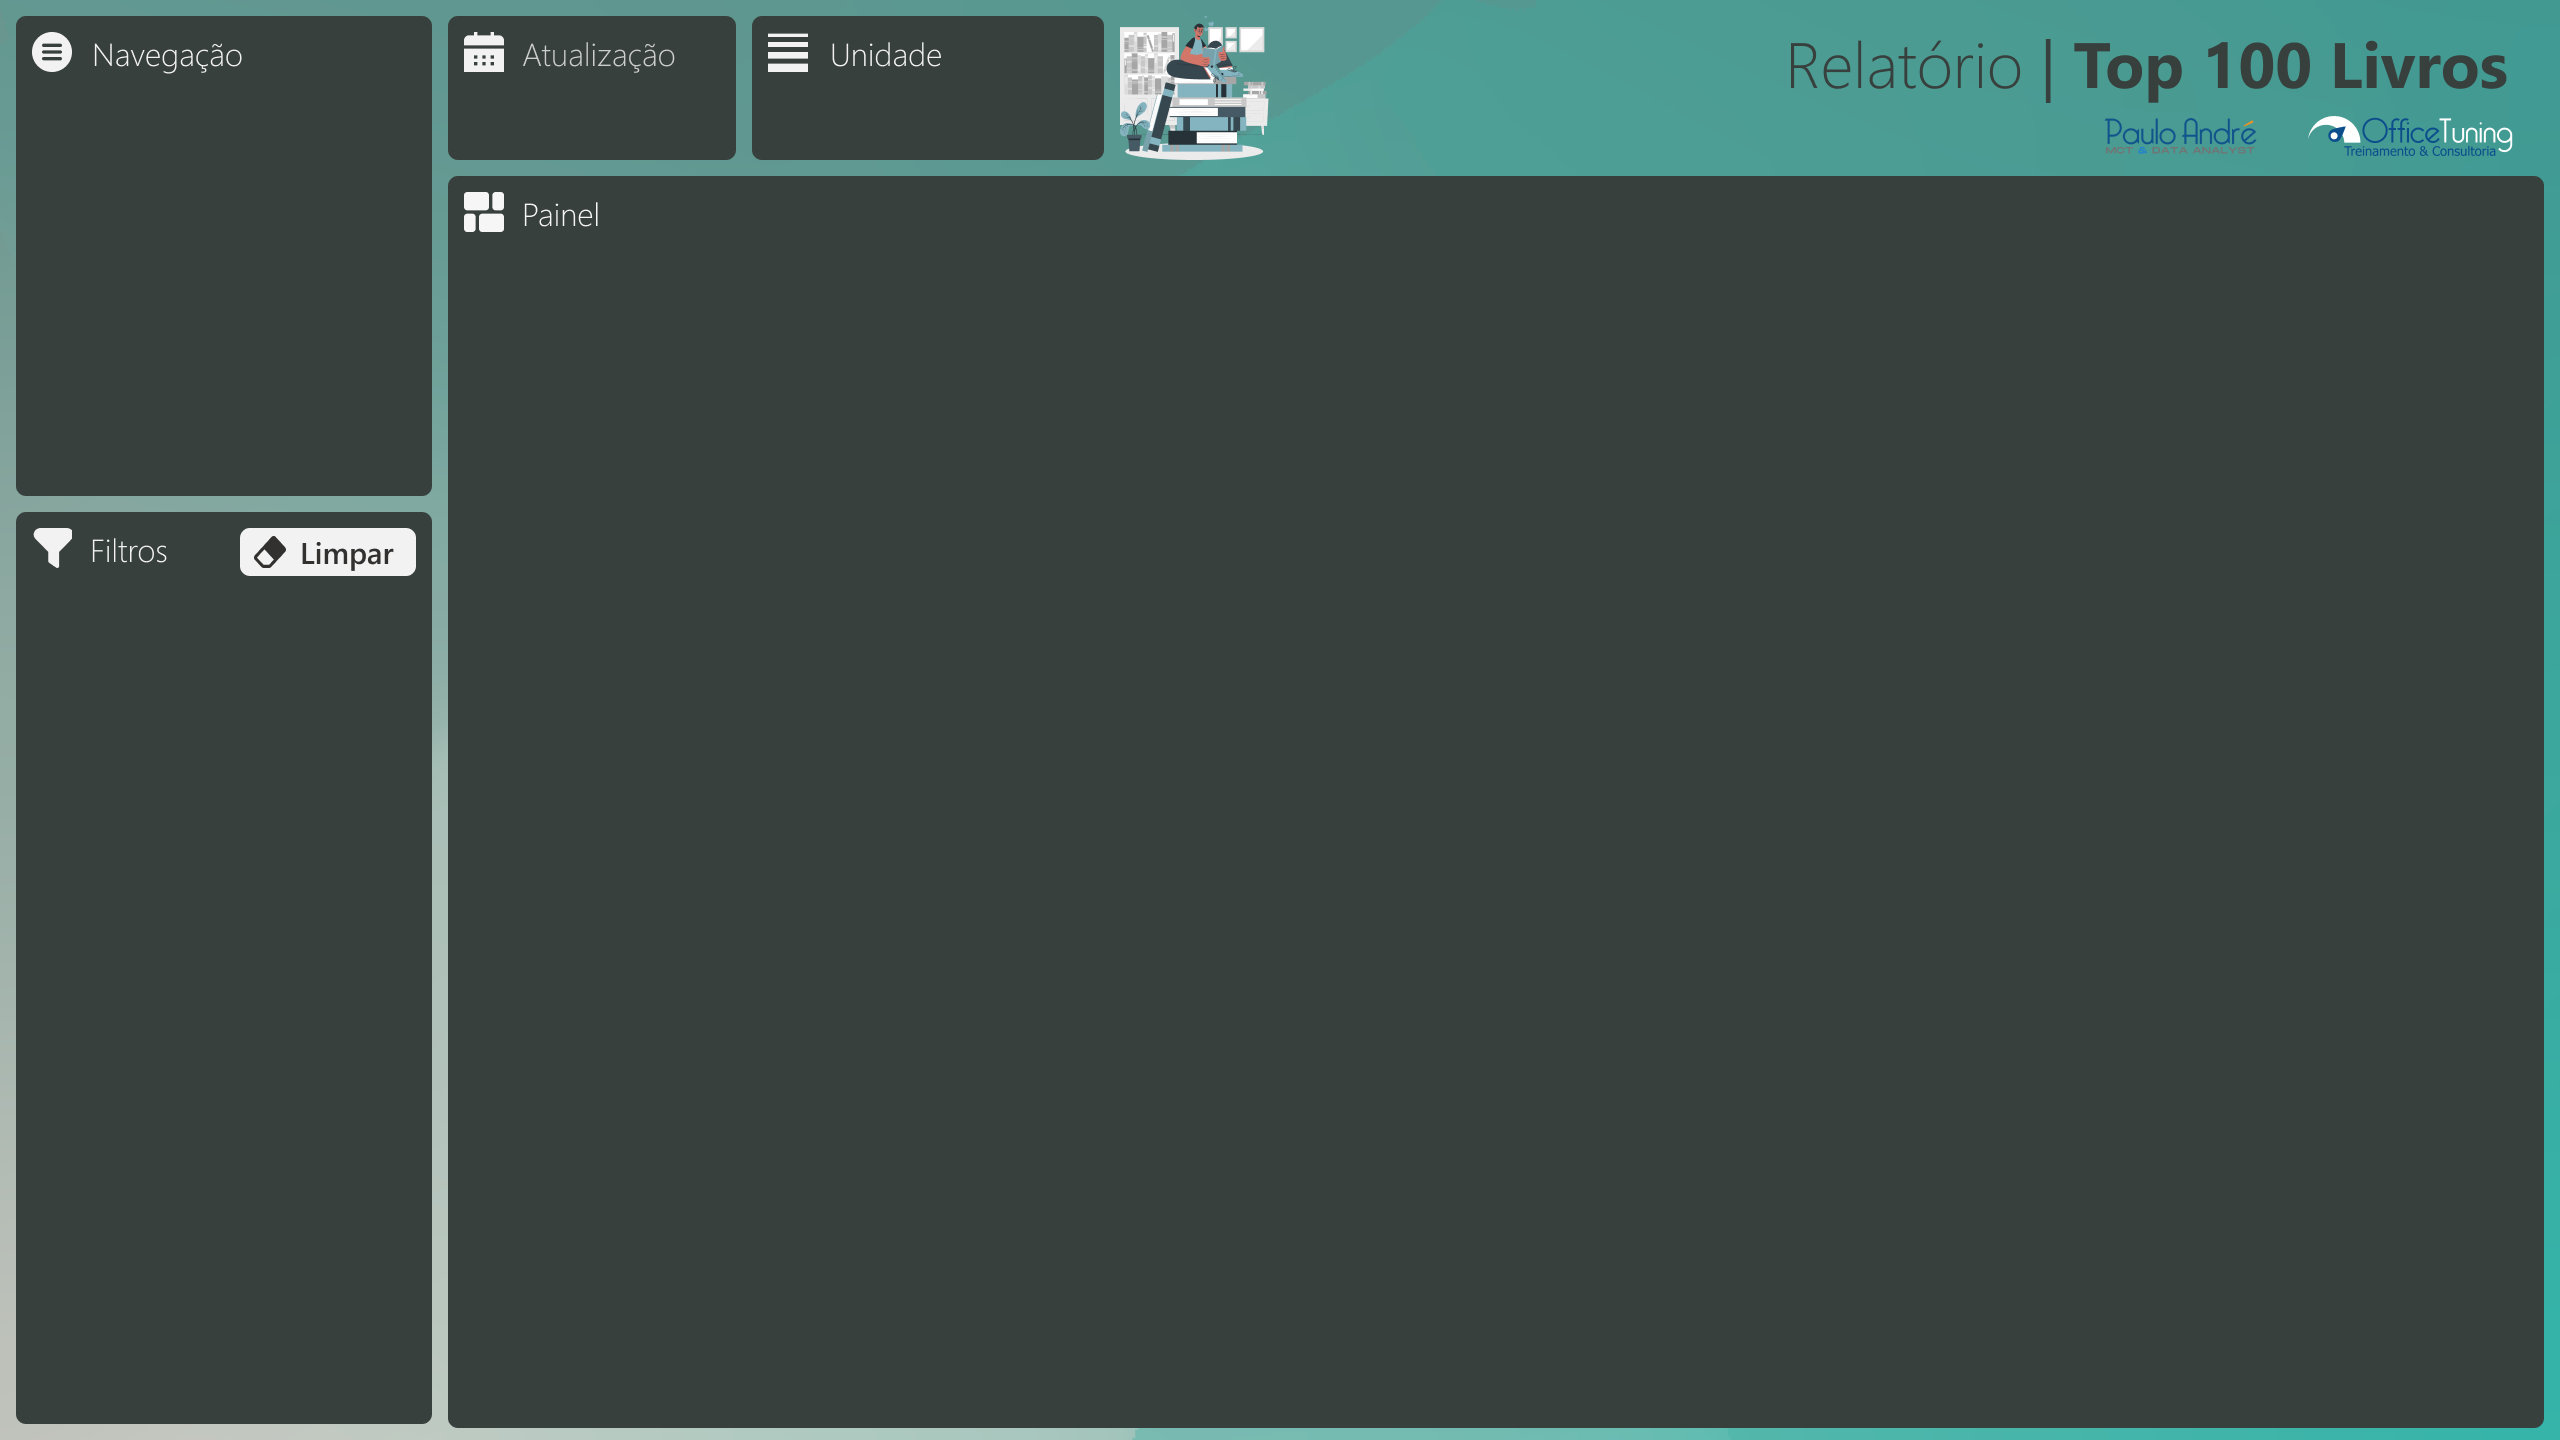 Navegação
Atualização
Unidade
Relatório | Top 100 Livros
Paulo André
MCT & DATA ANALYST
OfficeTuning
Treinamento & Consultoria
Painel
Filtros
Limpar